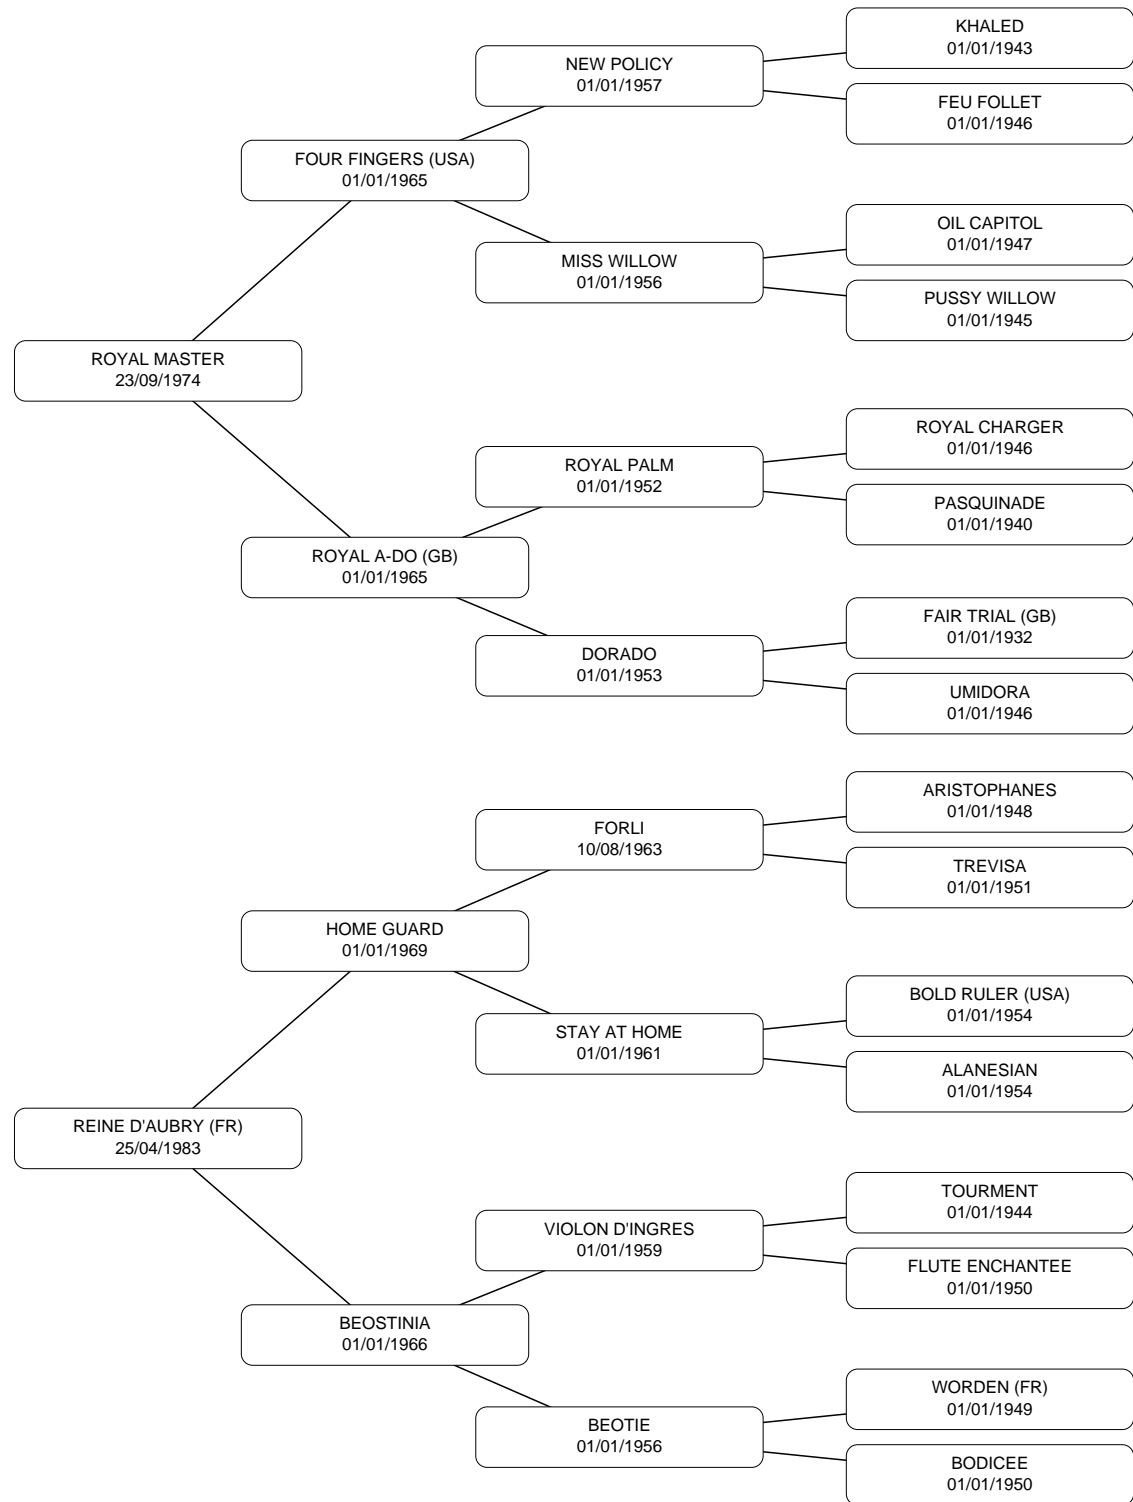 KHALED
01/01/1943
NEW POLICY
01/01/1957
FEU FOLLET
01/01/1946
FOUR FINGERS (USA)
01/01/1965
OIL CAPITOL
01/01/1947
MISS WILLOW
01/01/1956
PUSSY WILLOW
01/01/1945
ROYAL MASTER
23/09/1974
ROYAL CHARGER
01/01/1946
ROYAL PALM
01/01/1952
PASQUINADE
01/01/1940
ROYAL A-DO (GB)
01/01/1965
FAIR TRIAL (GB)
01/01/1932
DORADO
01/01/1953
UMIDORA
01/01/1946
ARISTOPHANES
01/01/1948
FORLI
10/08/1963
TREVISA
01/01/1951
HOME GUARD
01/01/1969
BOLD RULER (USA)
01/01/1954
STAY AT HOME
01/01/1961
ALANESIAN
01/01/1954
REINE D'AUBRY (FR)
25/04/1983
TOURMENT
01/01/1944
VIOLON D'INGRES
01/01/1959
FLUTE ENCHANTEE
01/01/1950
BEOSTINIA
01/01/1966
WORDEN (FR)
01/01/1949
BEOTIE
01/01/1956
BODICEE
01/01/1950